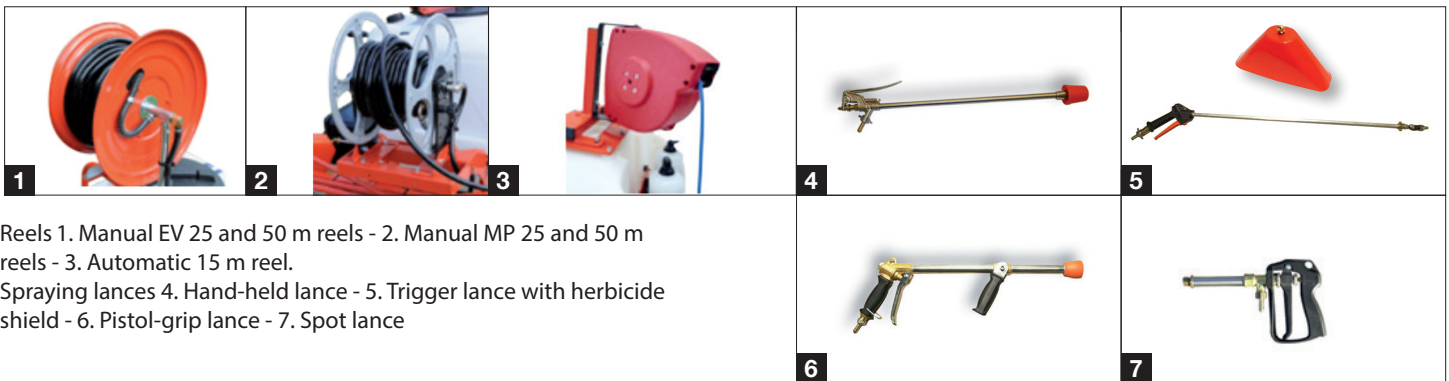 1
2
3
4
5
Reels 1. Manual EV 25 and 50 m reels - 2. Manual MP 25 and 50 m
reels - 3. Automatic 15 m reel.
Spraying lances 4. Hand-held lance - 5. Trigger lance with herbicide
shield - 6. Pistol-grip lance - 7. Spot lance
6
7